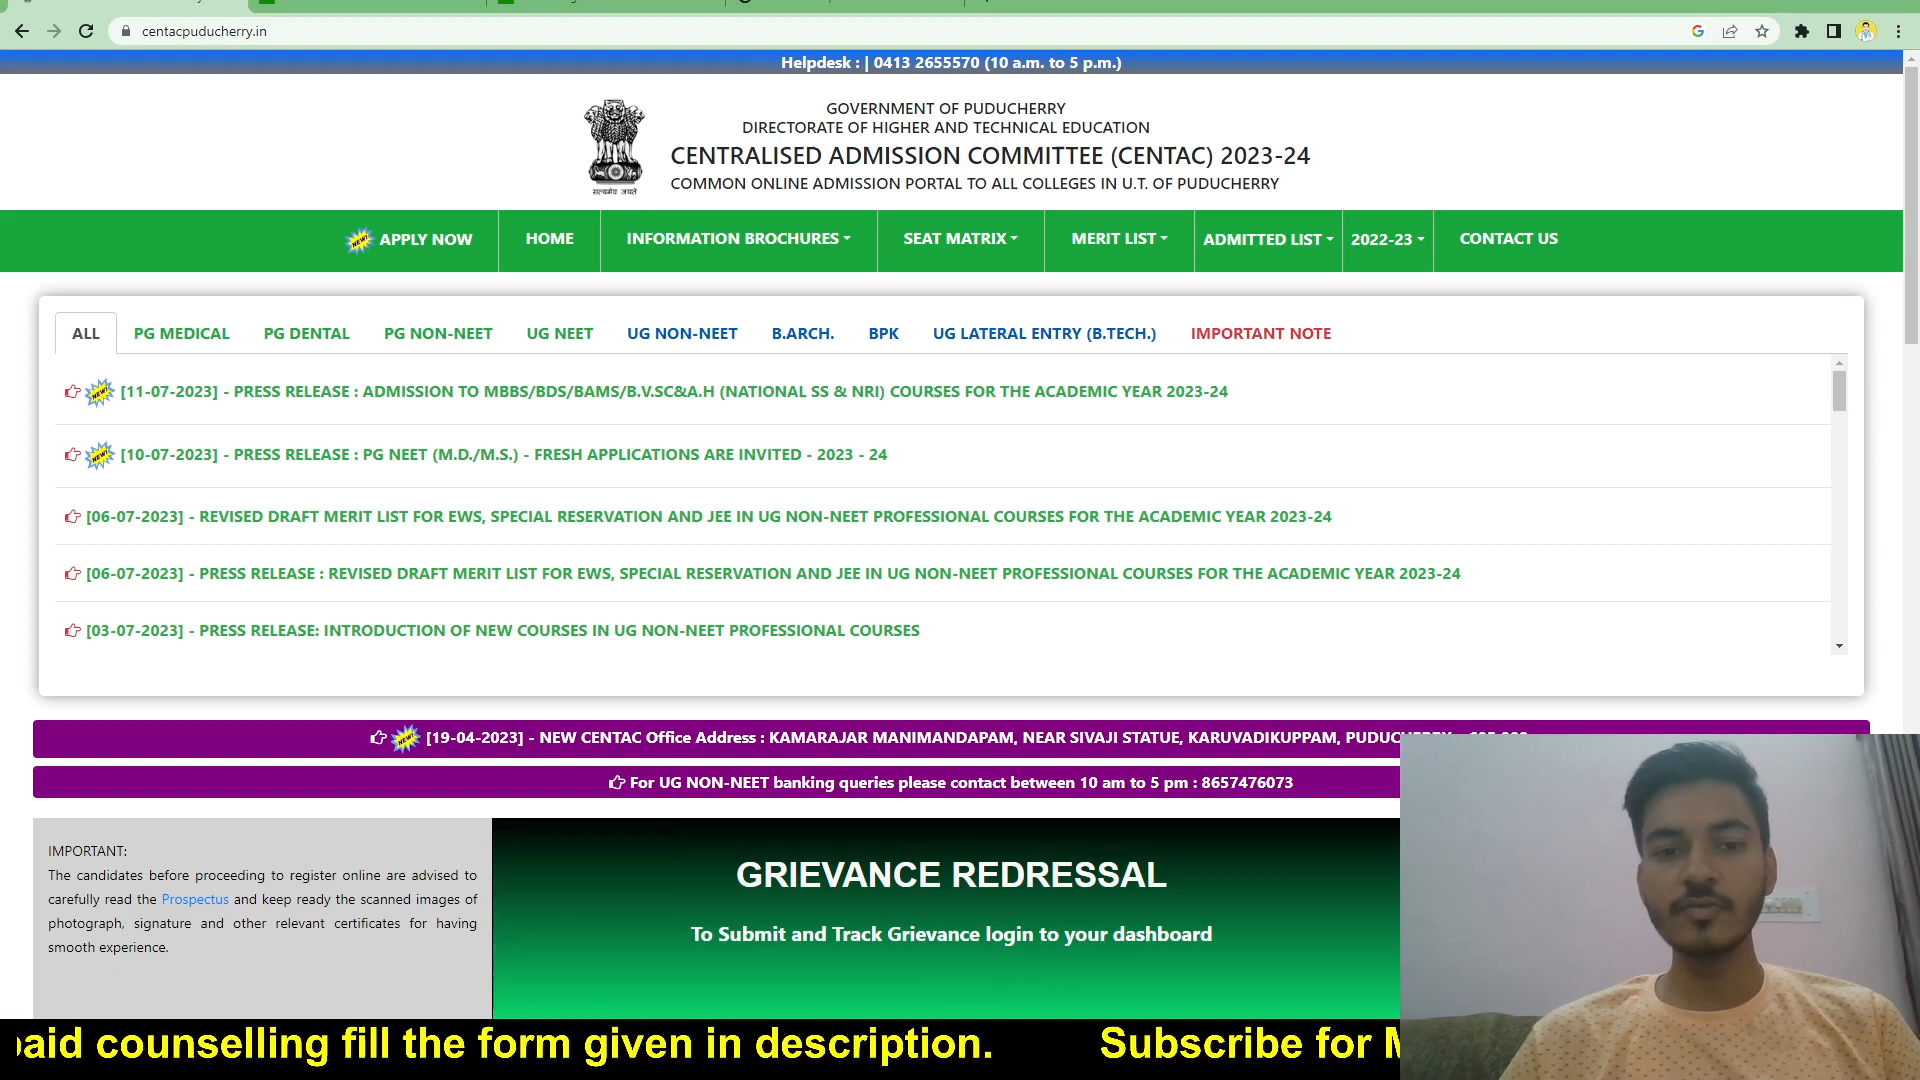 centacpuducherry.in
Helpdesk : | 0413 2655570 (10 a.m. to 5 p.m.)
GOVERNMENT OF PUDUCHERRY
DIRECTORATE OF HIGHER AND TECHNICAL EDUCATION
CENTRALISED ADMISSION COMMITTEE (CENTAC) 2023-24
COMMON ONLINE ADMISSION PORTAL TO ALL COLLEGES IN U.T. OF PUDUCHERRY
सत्यमेव जयते
NEW! APPLY NOW HOME INFORMATION BROCHURES SEAT MATRIX MERIT LIST ADMITTED LIST 2022-23 CONTACT US
ALL PG MEDICAL PG DENTAL PG NON-NEET UG NEET UG NON-NEET B.ARCH. BPK UG LATERAL ENTRY (B.TECH.) IMPORTANT NOTE
NEW! [11-07-2023] - PRESS RELEASE : ADMISSION TO MBBS/BDS/BAMS/B.V.SC&A.H (NATIONAL SS & NRI) COURSES FOR THE ACADEMIC YEAR 2023-24
NEW! [10-07-2023] - PRESS RELEASE : PG NEET (M.D./M.S.) - FRESH APPLICATIONS ARE INVITED - 2023 - 24
[06-07-2023] - REVISED DRAFT MERIT LIST FOR EWS, SPECIAL RESERVATION AND JEE IN UG NON-NEET PROFESSIONAL COURSES FOR THE ACADEMIC YEAR 2023-24
[06-07-2023] - PRESS RELEASE : REVISED DRAFT MERIT LIST FOR EWS, SPECIAL RESERVATION AND JEE IN UG NON-NEET PROFESSIONAL COURSES FOR THE ACADEMIC YEAR 2023-24
[03-07-2023] - PRESS RELEASE: INTRODUCTION OF NEW COURSES IN UG NON-NEET PROFESSIONAL COURSES
NEW! [19-04-2023] - NEW CENTAC Office Address : KAMARAJAR MANIMANDAPAM, NEAR SIVAJI STATUE, KARUVADIKUPPAM,
For UG NON-NEET banking queries please contact between 10 am to 5 pm : 8657476073
IMPORTANT:
The candidates before proceeding to register online are advised to
carefully read the Prospectus and keep ready the scanned images of
photograph, signature and other relevant certificates for having
smooth experience.
GRIEVANCE REDRESSAL
To Submit and Track Grievance login to your dashboard
paid counselling fill the form given in description. Subscribe for